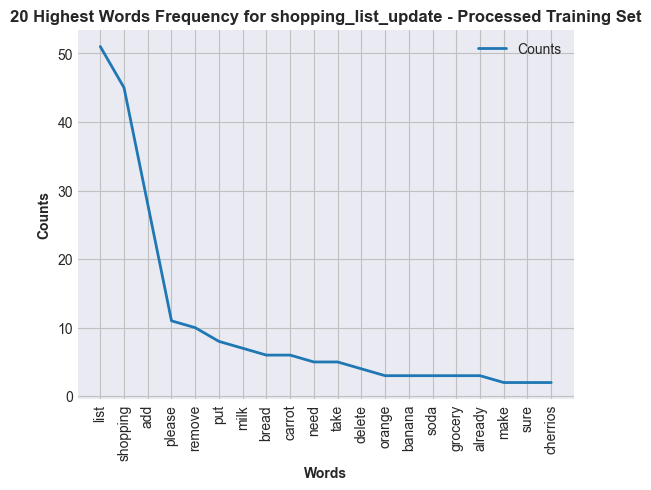 20 Highest Words Frequency for shopping_list_update - Processed Training Set
Counts
50
40
30
20
10
0
Counts
list
shopping
add
please
remove
put
milk
bread
carrot
need
take
delete
orange
banana
soda
grocery
already
make
sure
cherrios
Words